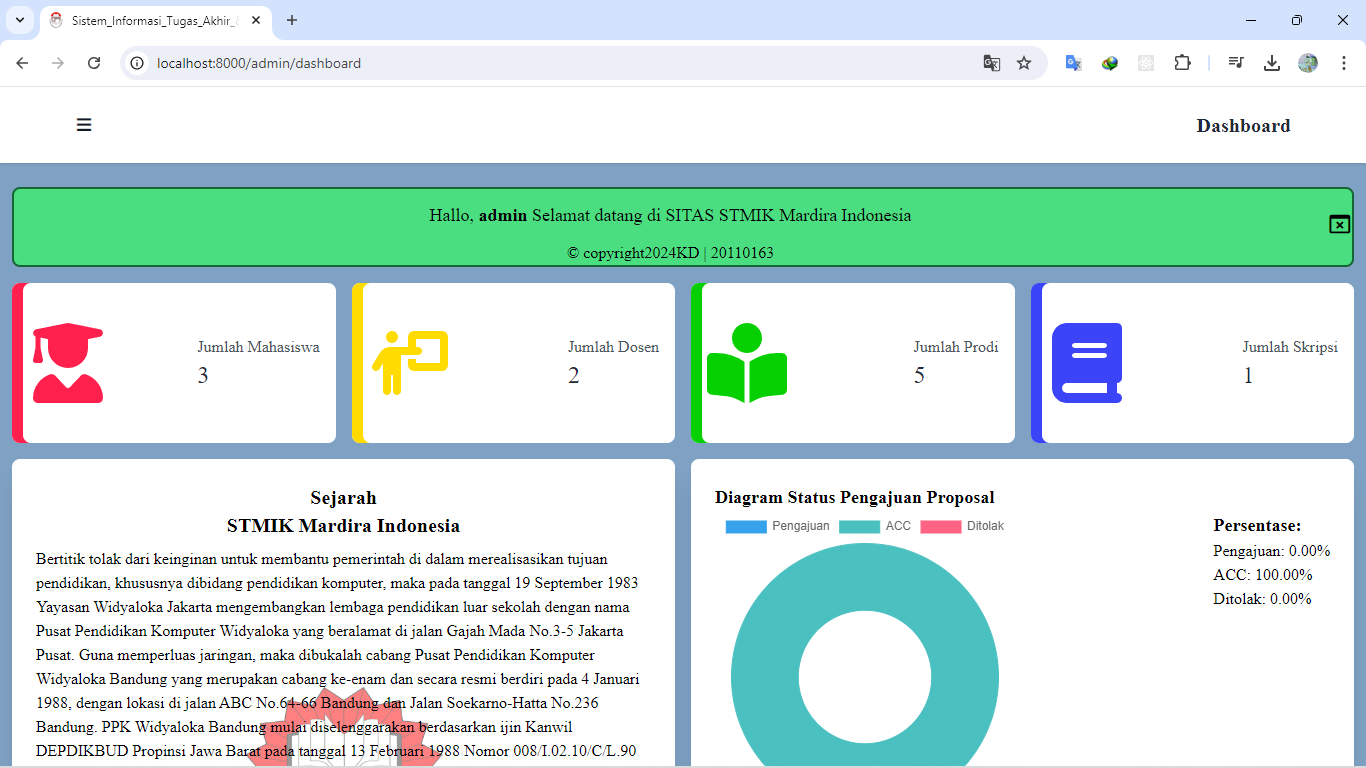 Sistem_Informasi_Tugas_Akhir_
localhost:8000/admin/dashboard
Dashboard
Hallo, admin Selamat datang di SITAS STMIK Mardira Indonesia
© copyright2024KD | 20110163
Jumlah Mahasiswa
3
Jumlah Dosen
2
Jumlah Prodi
5
Jumlah Skripsi
1
Sejarah
STMIK Mardira Indonesia
Bertitik tolak dari keinginan untuk membantu pemerintah di dalam merealisasikan tujuan
pendidikan, khususnya dibidang pendidikan komputer, maka pada tanggal 19 September 1983
Yayasan Widyaloka Jakarta mengembangkan lembaga pendidikan luar sekolah dengan nama
Pusat Pendidikan Komputer Widyaloka yang beralamat di jalan Gajah Mada No.3-5 Jakarta
Pusat. Guna memperluas jaringan, maka dibukalah cabang Pusat Pendidikan Komputer
Widyaloka Bandung yang merupakan cabang ke-enam dan secara resmi berdiri pada 4 Januari
1988, dengan lokasi di jalan ABC No.64-66 Bandung dan Jalan Soekarno-Hatta No.236
Bandung. PPK Widyaloka Bandung mulai diselenggarakan berdasarkan ijin Kanwil
DEPDIKBUD Propinsi Jawa Barat pada tanggal 13 Februari 1988 Nomor 008/I.02.10/C/L.90
Diagram Status Pengajuan Proposal
Pengajuan ACC Ditolak
Persentase:
Pengajuan: 0.00%
ACC: 100.00%
Ditolak: 0.00%